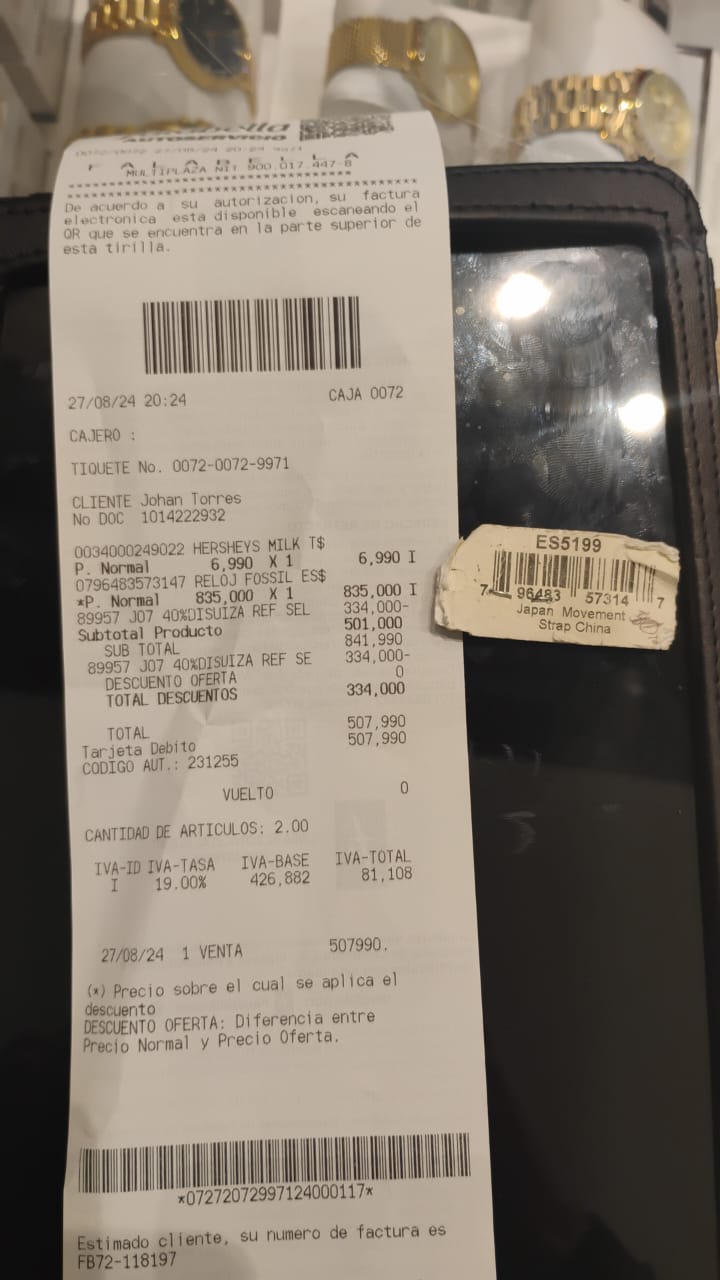 AUTOSERVICIO
F A L A B E L L A
MULTIPLAZA NIT 900.017.447-8
****************************************
****************************************
De acuerdo a su autorizacion, su factura
electronica esta disponible escaneando el
QR que se encuentra en la parte superior de
esta tirilla.
27/08/24 20:24 CAJA 0072
CAJERO :
TIQUETE No. 0072-0072-9971
CLIENTE Johan Torres
No DOC 1014222932
0034000249022 HERSHEYS MILK T$
P. Normal 6,990 X 1 6,990 I
0796483573147 RELOJ FOSSIL ES$
*P. Normal 835,000 X 1 835,000 I
89957 J07 40%DISUIZA REF SEL 334,000-
Subtotal Producto 501,000
SUB TOTAL 841,990
89957 J07 40%DISUIZA REF SE 334,000-
DESCUENTO OFERTA 0
TOTAL DESCUENTOS 334,000
TOTAL 507,990
Tarjeta Debito 507,990
CODIGO AUT.: 231255
VUELTO 0
CANTIDAD DE ARTICULOS: 2.00
IVA-ID IVA-TASA IVA-BASE IVA-TOTAL
I 19.00% 426,882 81,108
27/08/24 1 VENTA 507990.
(*) Precio sobre el cual se aplica el
descuento
DESCUENTO OFERTA: Diferencia entre
Precio Normal y Precio Oferta.
*07272072997124000117*
Estimado cliente, su numero de factura es
FB72-118197
ES5199
7 96483 57314 7
Japan Movement
Strap China